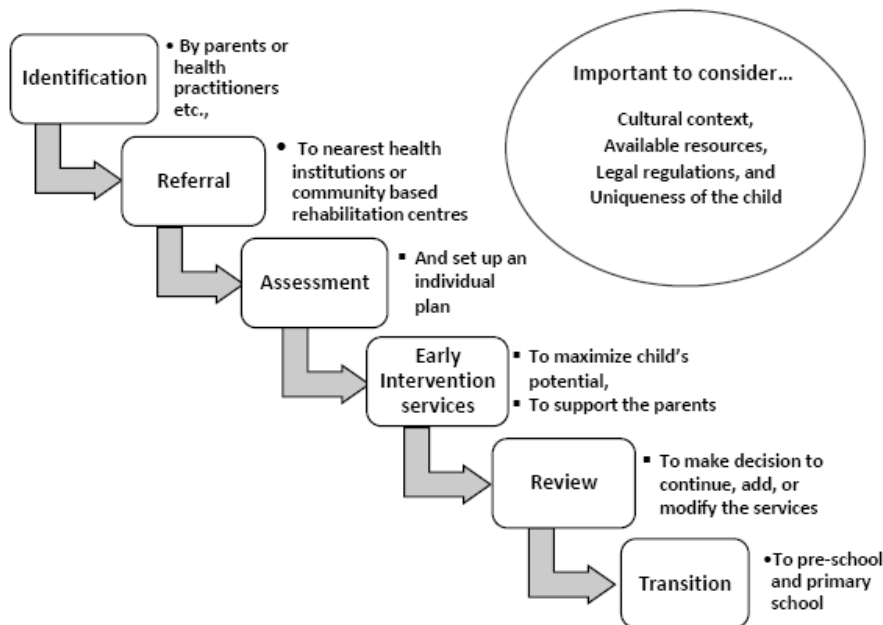 Identification
• By parents or
health
practitioners
etc.,
Important to consider...
Cultural context,
Available resources,
Legal regulations, and
Uniqueness of the child
Referral
• To nearest health
institutions or
community based
rehabilitation centres
Assessment
▪ And set up an
individual
plan
Early
Intervention
services
▪ To maximize child's
potential,
▪ To support the parents
Review
▪ To make decision to
continue, add, or
modify the services
Transition
•To pre-school
and primary
school